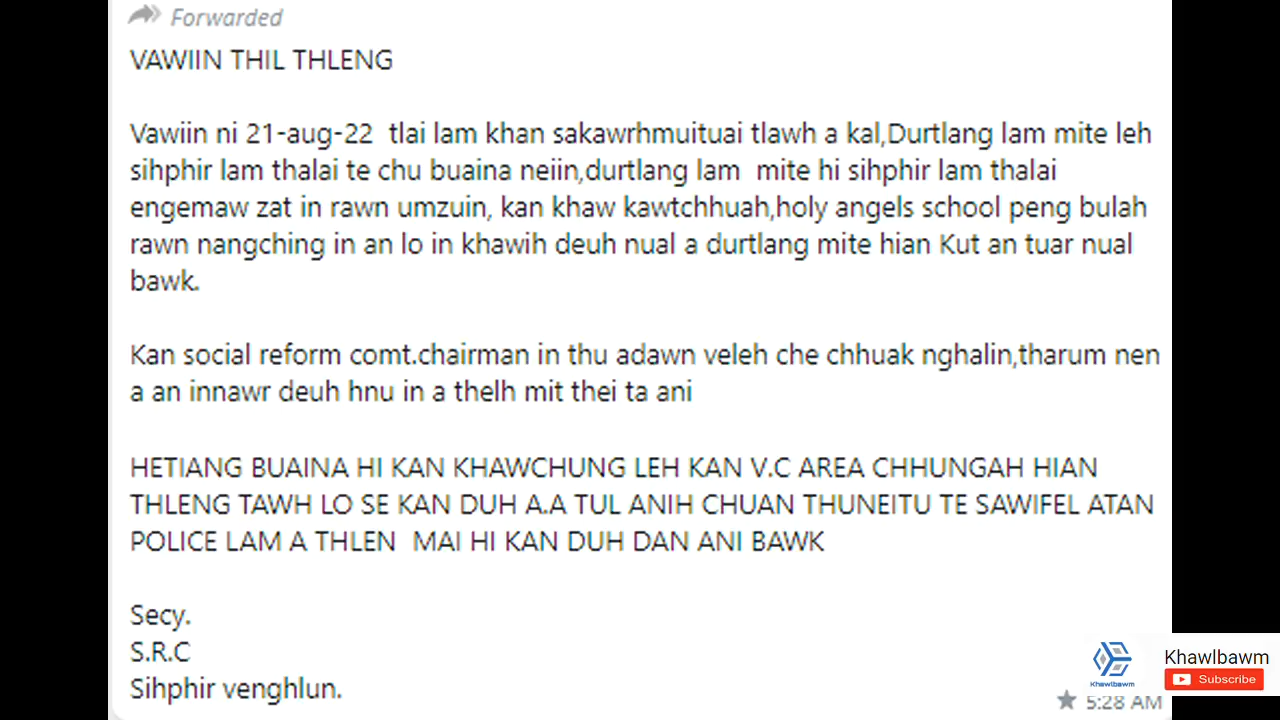 Forwarded
VAWIIN THIL THLENG
Vawiin ni 21-aug-22 tlai lam khan sakawrhmuituai tlawh a kal,Durtlang lam mite leh
sihphir lam thalai te chu buaina neiin,durtlang lam mite hi sihphir lam thalai
engemaw zat in rawn umzuin, kan khaw kawtchhuah,holy angels school peng bulah
rawn nangching in an lo in khawih deuh nual a durtlang mite hian Kut an tuar nual
bawk.
Kan social reform comt.chairman in thu adawn veleh che chhuak nghalin,tharum nen
a an innawr deuh hnu in a thelh mit thei ta ani
HETIANG BUAINA HI KAN KHAWCHUNG LEH KAN V.C AREA CHHUNGAH HIAN
THLENG TAWH LO SE KAN DUH A.A TUL ANIH CHUAN THUNEITU TE SAWIFEL ATAN
POLICE LAM A THLEN MAI HI KAN DUH DAN ANI BAWK
Secy.
S.R.C
Sihphir venghlun.
5:28 AM
Khawlbawm
Khawlbawm
Subscribe